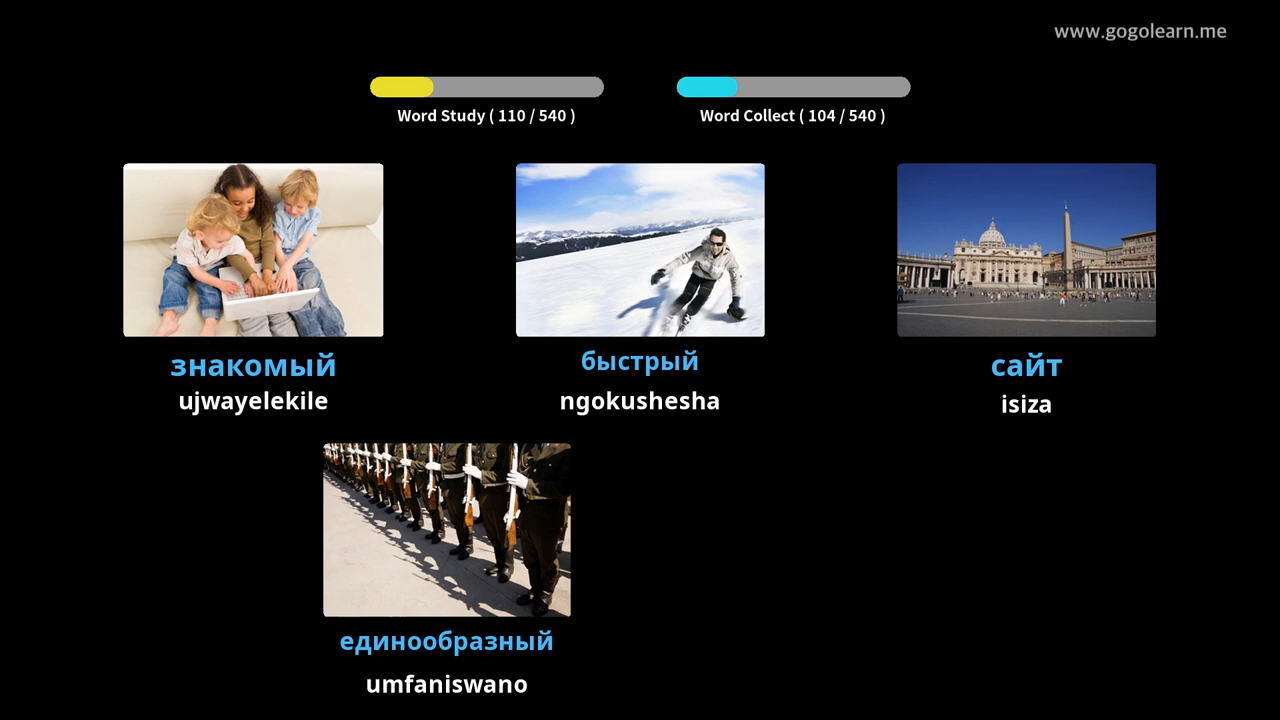 www.gogolearn.me
Word Study ( 110 / 540 )
Word Collect ( 104 / 540 )
знакомый
ujwayelekile
быстрый
ngokushesha
сайт
isiza
единообразный
umfaniswano